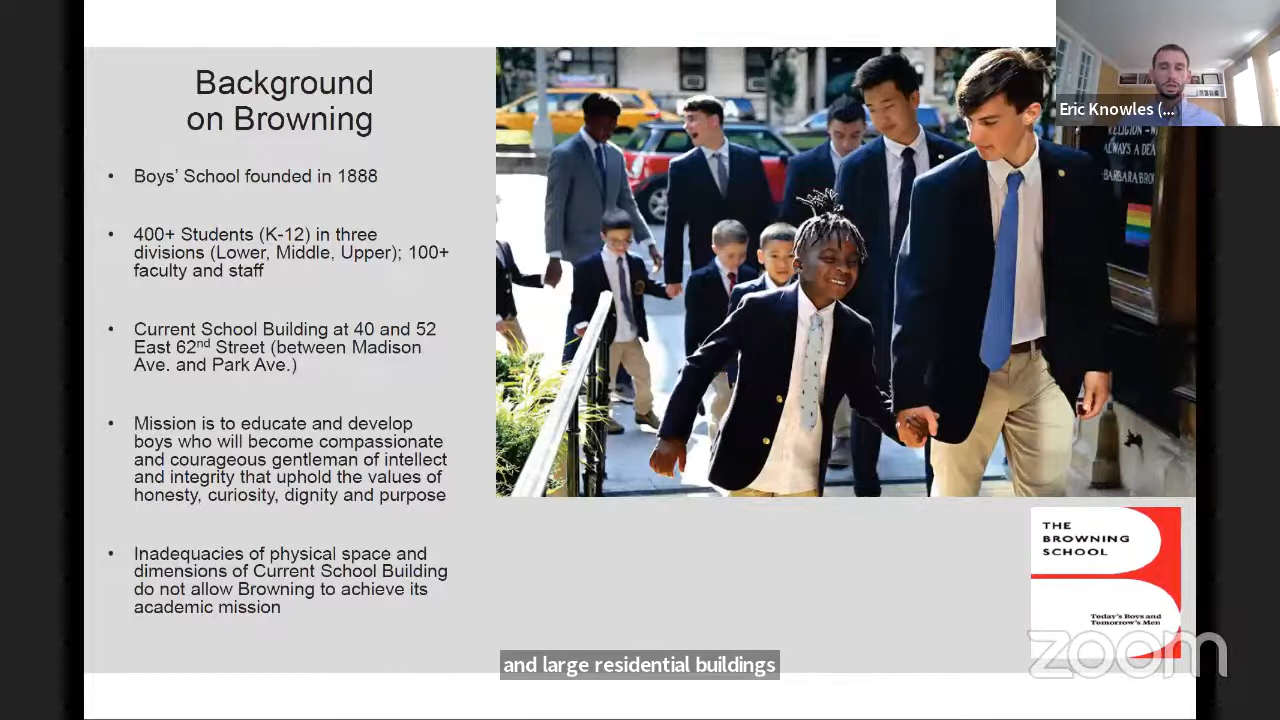 Background
on Browning
• Boys’ School founded in 1888
• 400+ Students (K-12) in three
divisions (Lower, Middle, Upper); 100+
faculty and staff
• Current School Building at 40 and 52
East 62nd Street (between Madison
Ave. and Park Ave.)
• Mission is to educate and develop
boys who will become compassionate
and courageous gentleman of intellect
and integrity that uphold the values of
honesty, curiosity, dignity and purpose
• Inadequacies of physical space and
dimensions of Current School Building
do not allow Browning to achieve its
academic mission
Eric Knowles (...
ALWAYS A DEA
BARBARA BRO
THE
BROWNING
SCHOOL
Today's Boys and
Tomorrow's Men
zoom
and large residential buildings